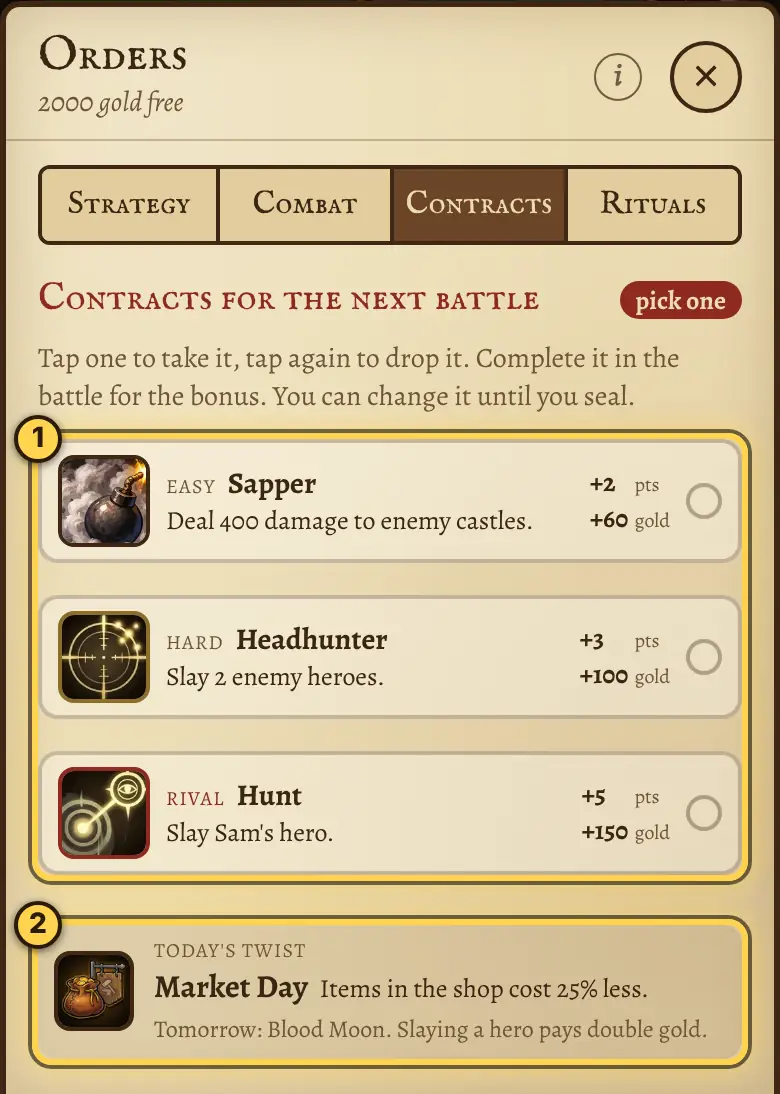 Orders
2000 gold free
i
Strategy Combat Contracts Rituals
Contracts for the next battle pick one
Tap one to take it, tap again to drop it. Complete it in the
battle for the bonus. You can change it until you seal.
1
EASY Sapper +2 pts
Deal 400 damage to enemy castles. +60 gold
HARD Headhunter +3 pts
Slay 2 enemy heroes. +100 gold
RIVAL Hunt +5 pts
Slay Sam's hero. +150 gold
2
TODAY'S TWIST
Market Day Items in the shop cost 25% less.
Tomorrow: Blood Moon. Slaying a hero pays double gold.